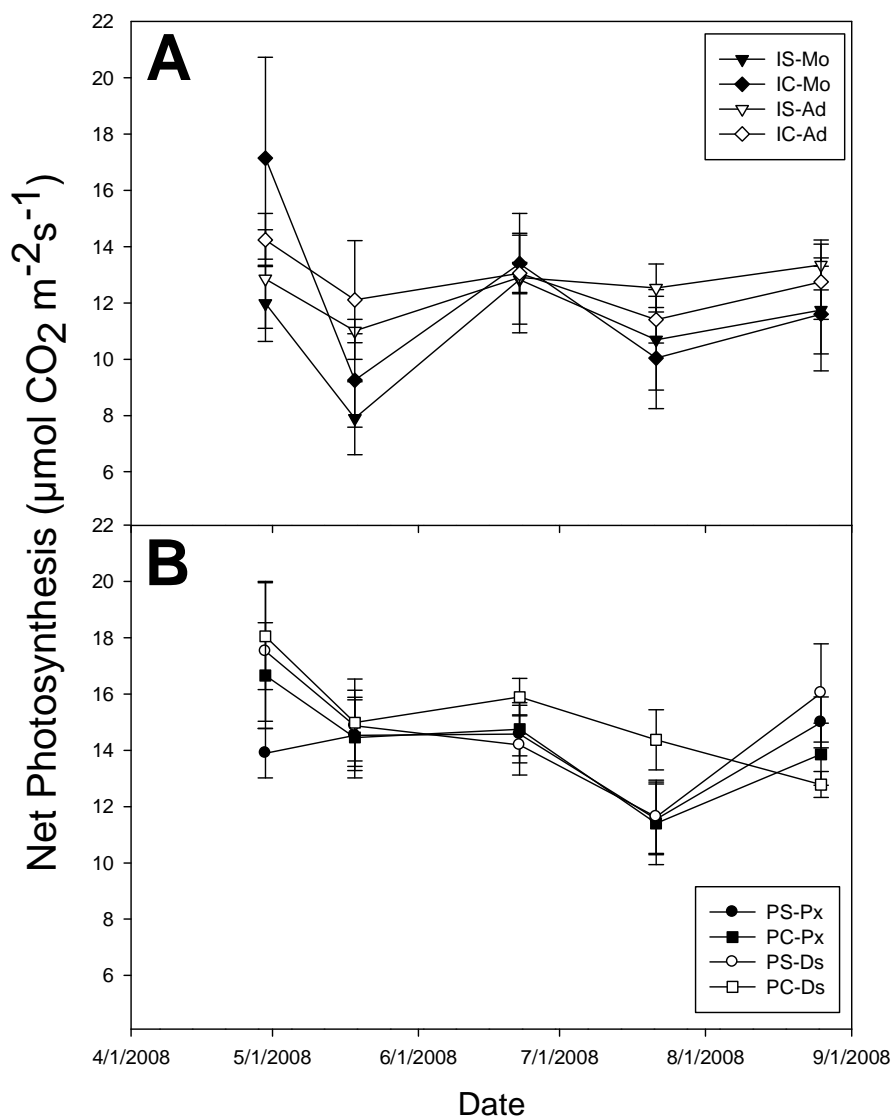 22
A
20
18
16
14
12
10
8
6
IS-Mo
IC-Mo
IS-Ad
IC-Ad
Net Photosynthesis (μmol CO2 m-2s-1)
22
B
20
18
16
14
12
10
8
6
PS-Px
PC-Px
PS-Ds
PC-Ds
4/1/2008 5/1/2008 6/1/2008 7/1/2008 8/1/2008 9/1/2008
Date